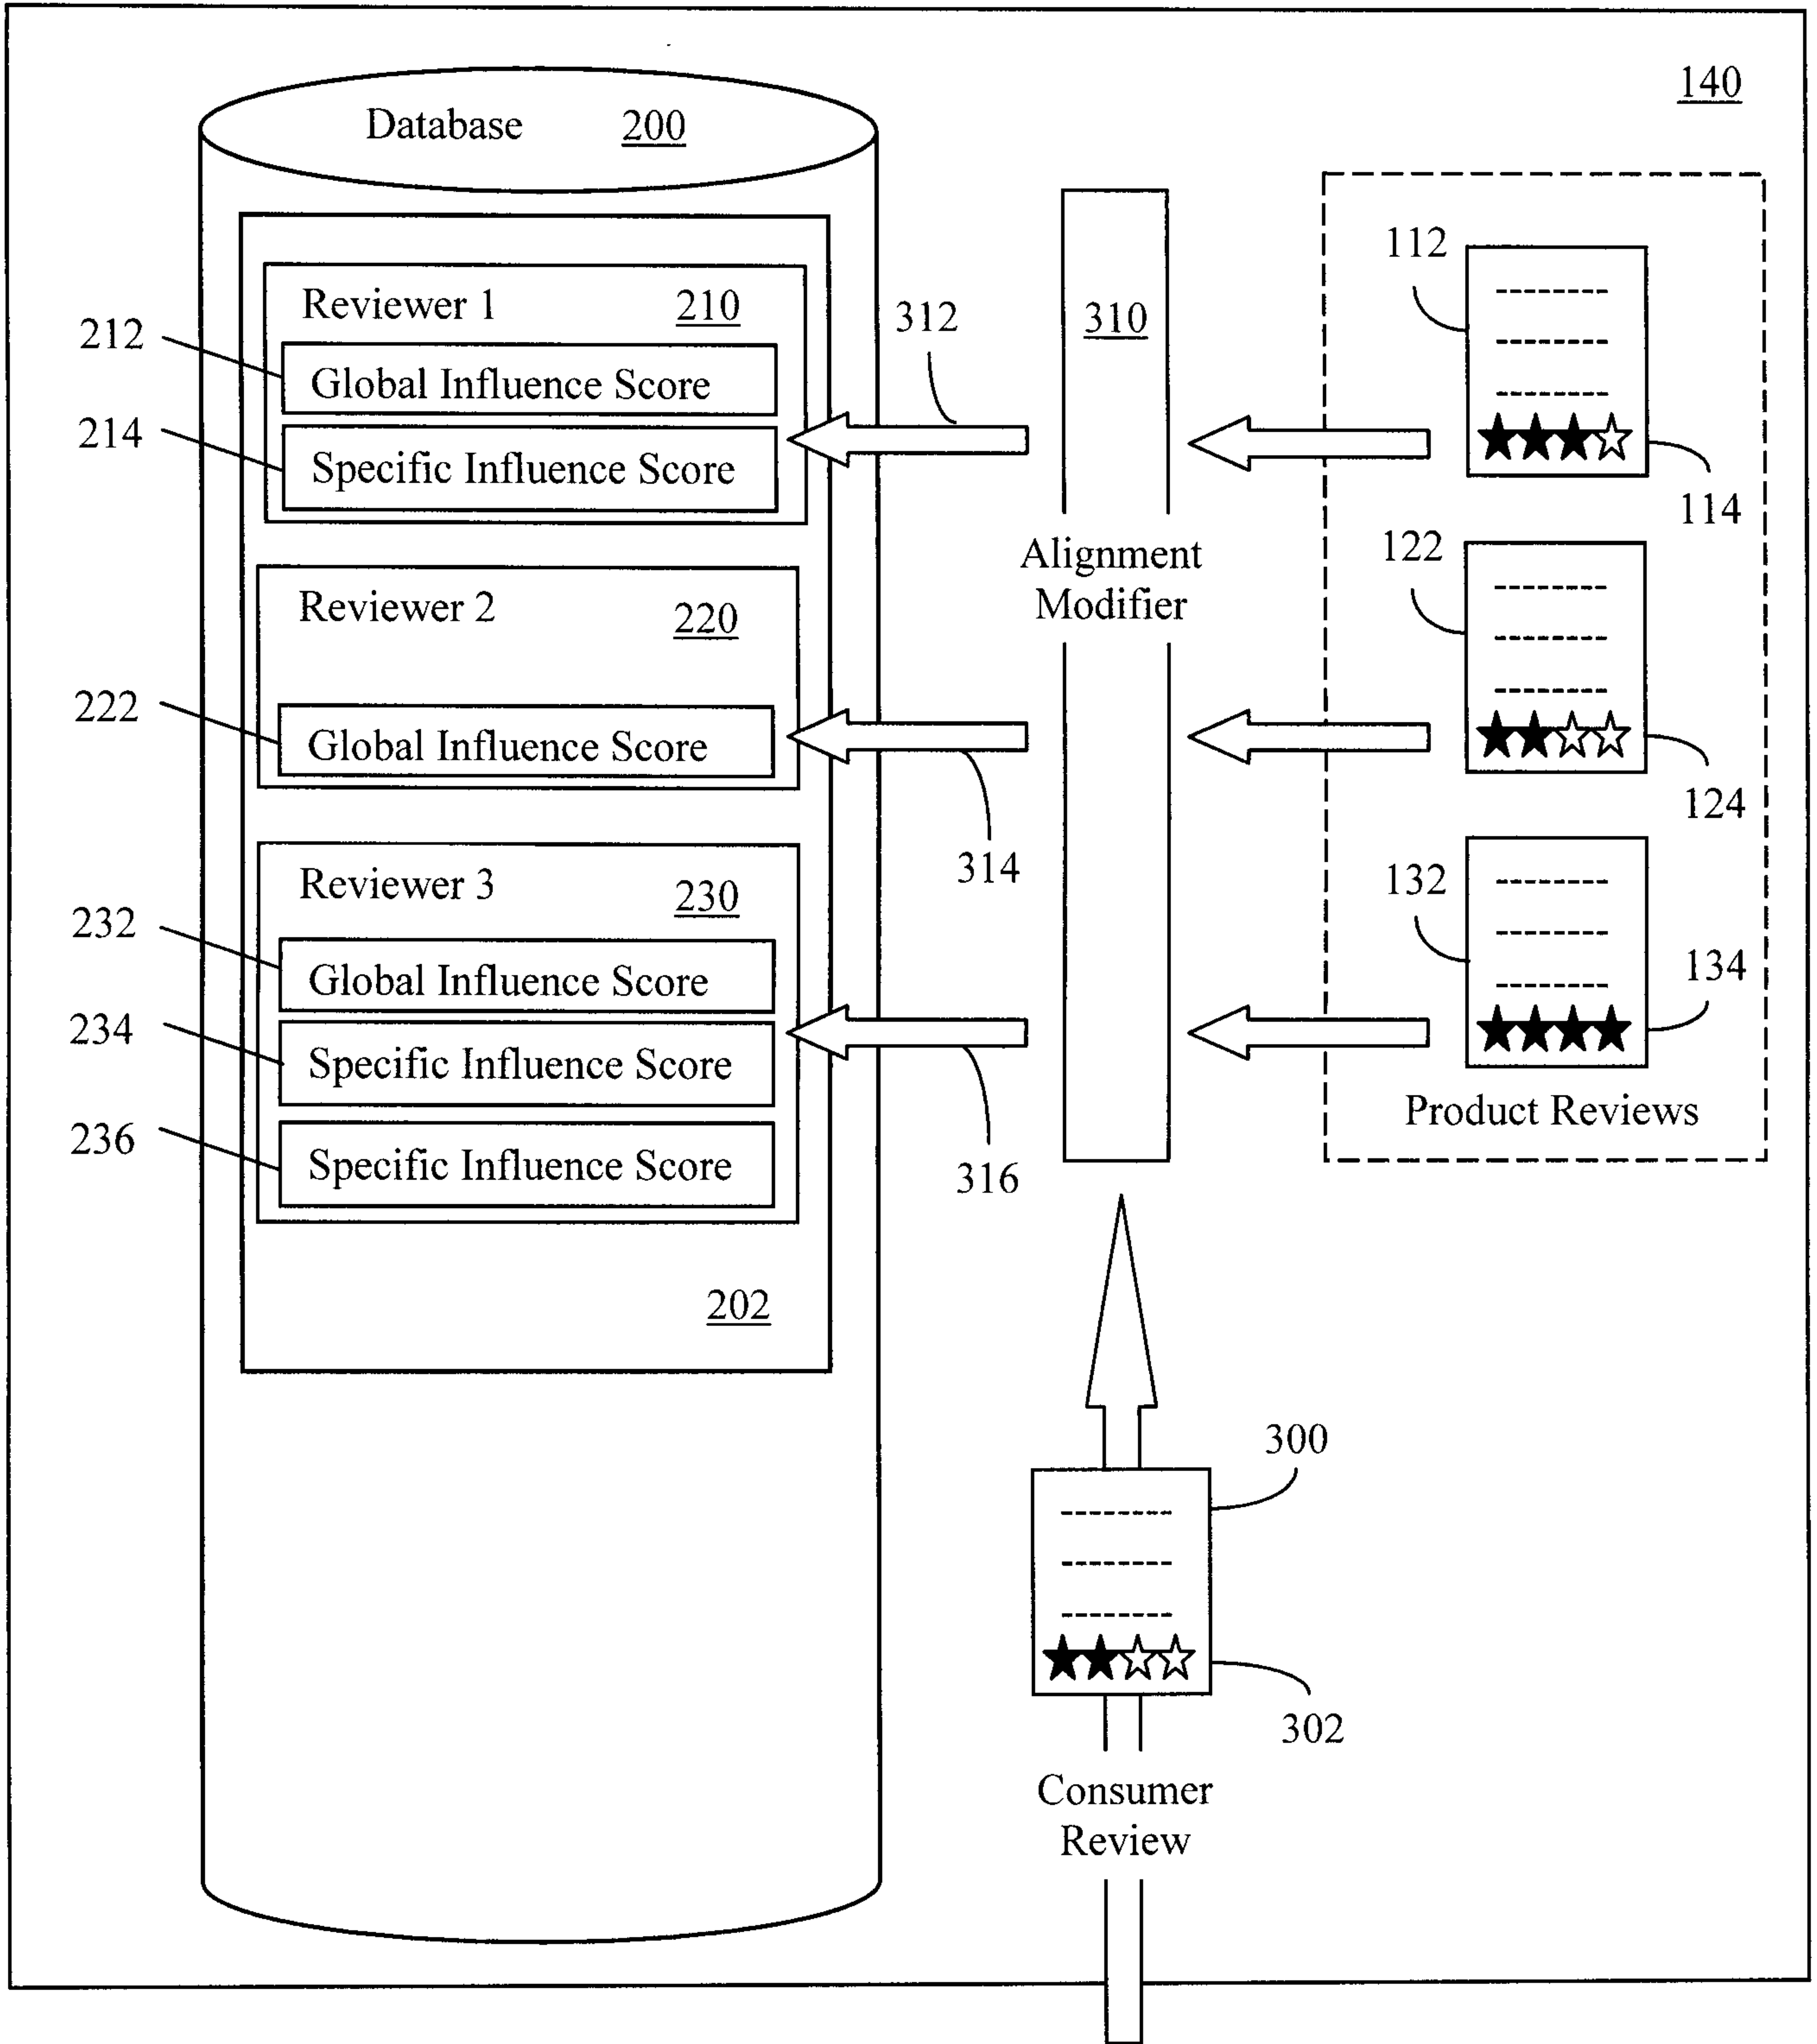 140
Database 200
Reviewer 1 210
212
Global Influence Score
214
Specific Influence Score
Reviewer 2 220
222
Global Influence Score
Reviewer 3 230
232
Global Influence Score
234
Specific Influence Score
236
Specific Influence Score
202
312
314
316
310
Alignment
Modifier
112
114
122
124
132
134
Product Reviews
300
302
Consumer
Review